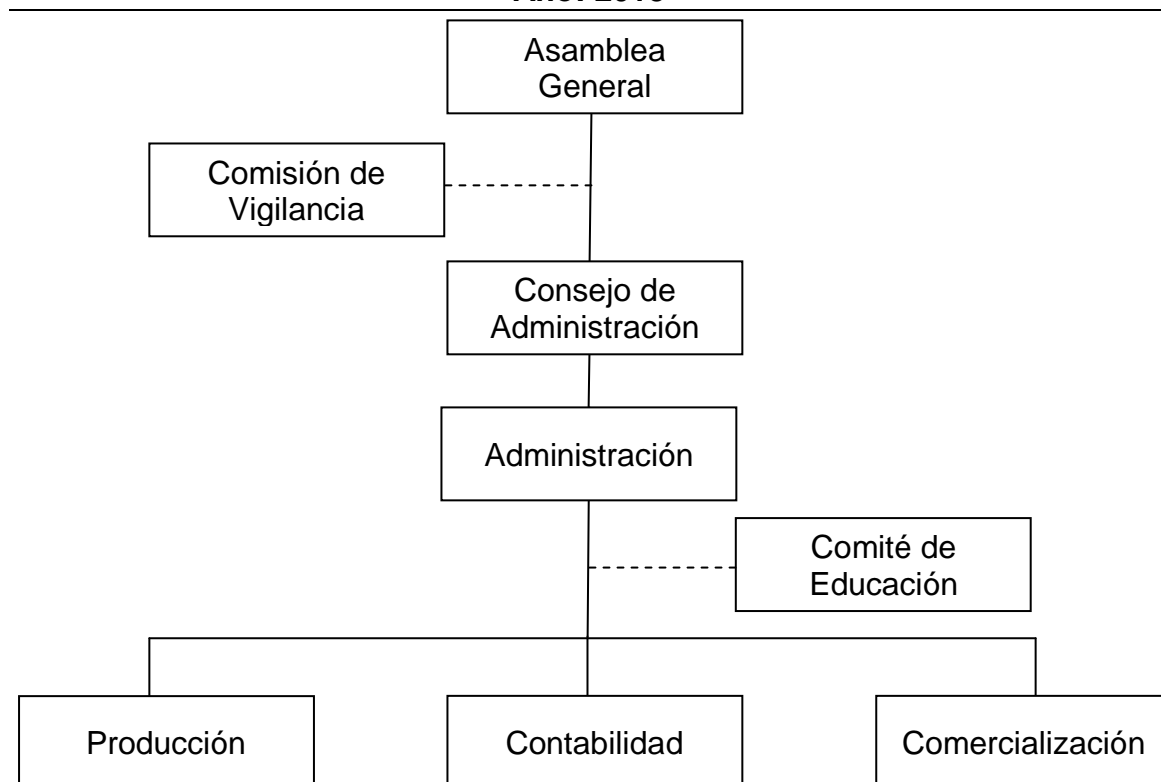 Asamblea
General
Comisión de
Vigilancia
Consejo de
Administración
Administración
Comité de
Educación
Producción
Contabilidad
Comercialización